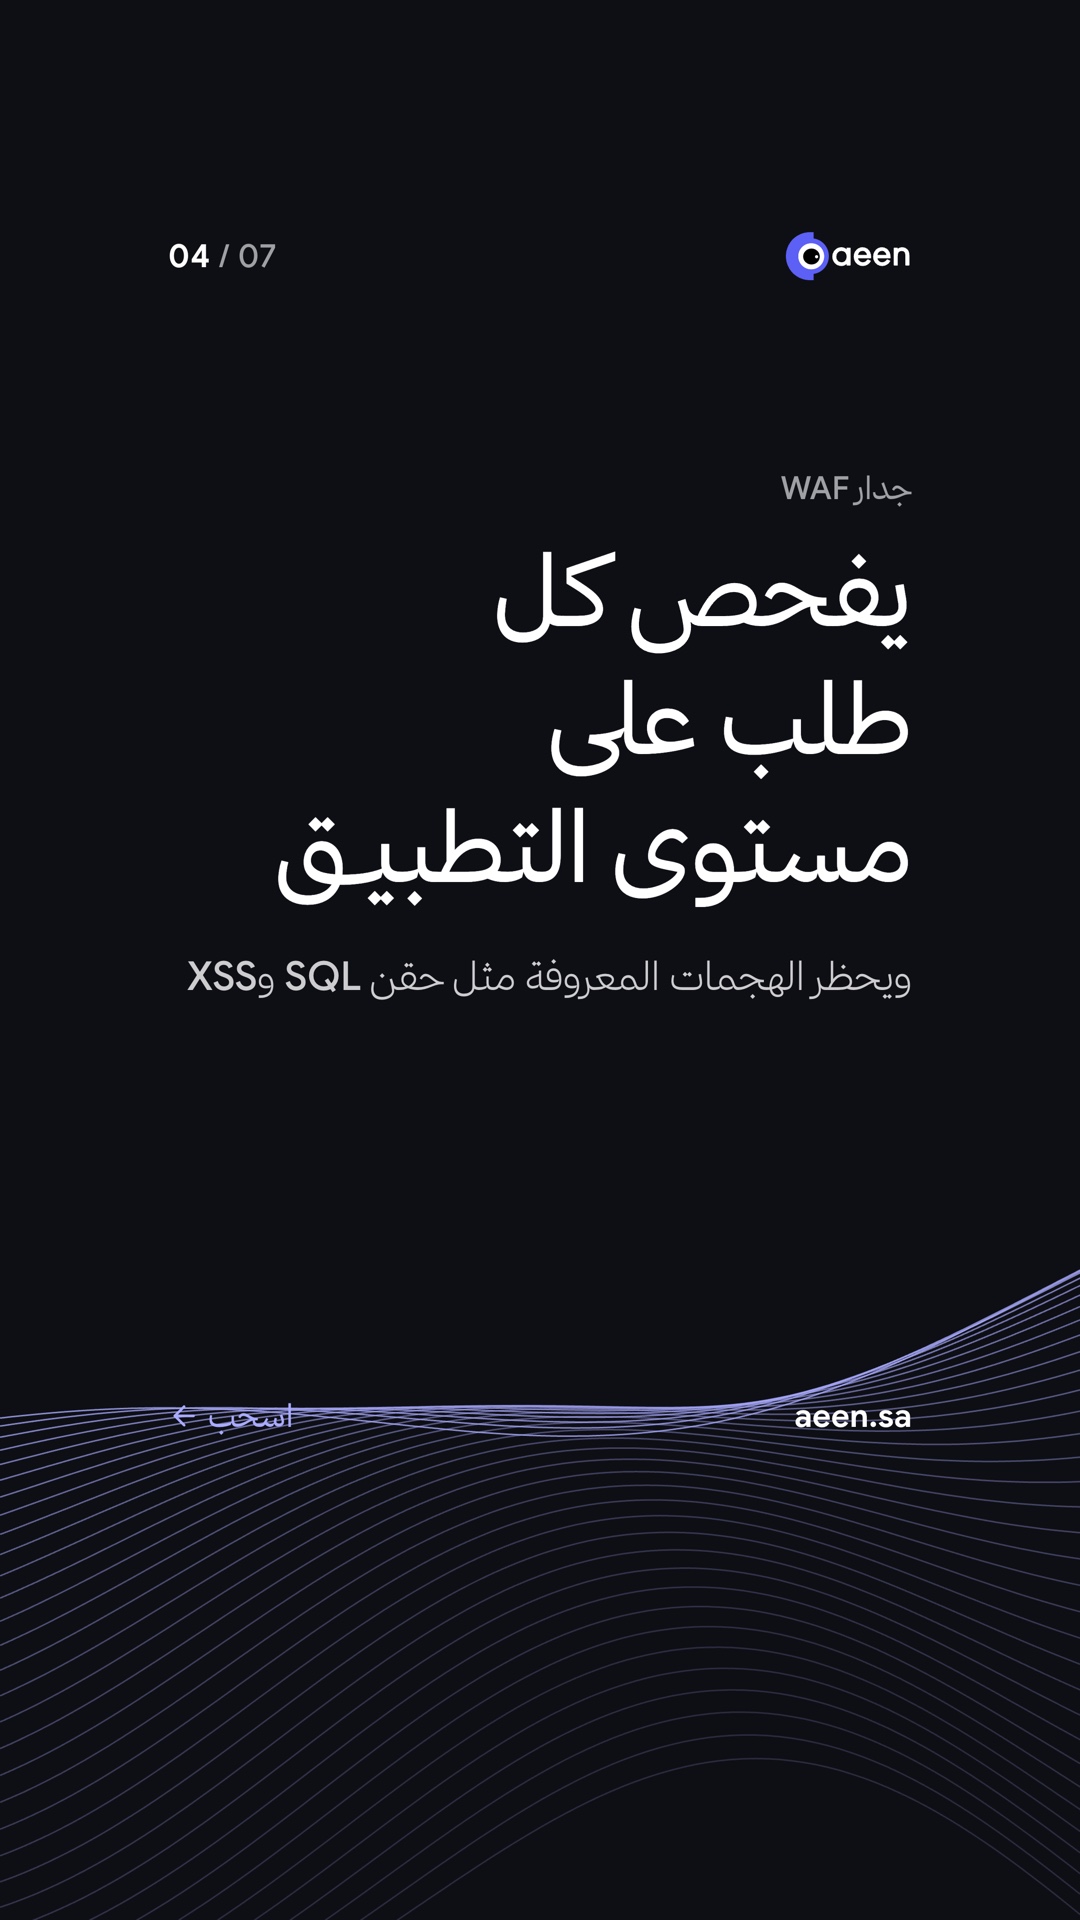 aeen
04 / 07
جدار WAF
يفحص كل
طلب على
مستوى التطبيق
ويحظر الهجمات المعروفة مثل حقن SQL وXSS
aeen.sa
اسحب ←